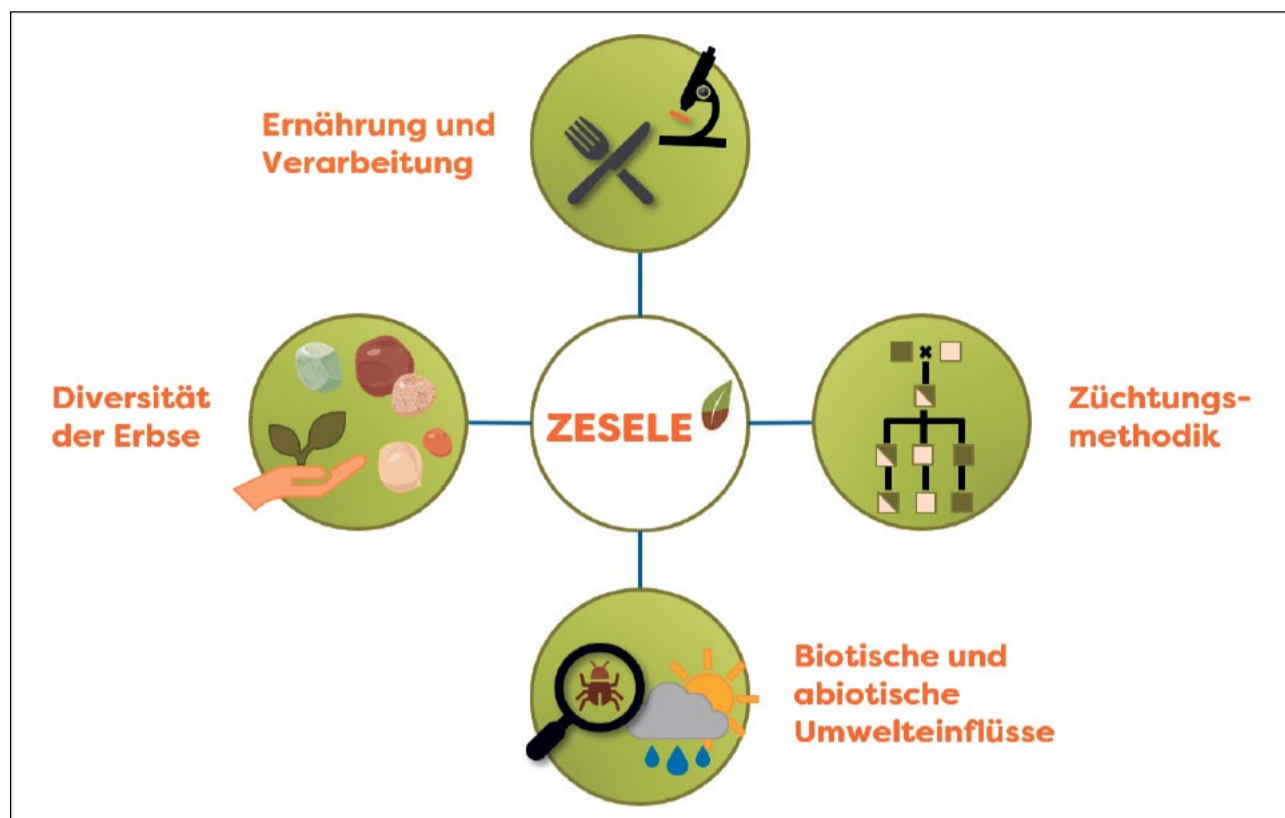 Ernährung und
Verarbeitung
Diversität
der Erbse
ZESELE
Züchtungs-
methodik
Biotische und
abiotische
Umwelteinflüsse